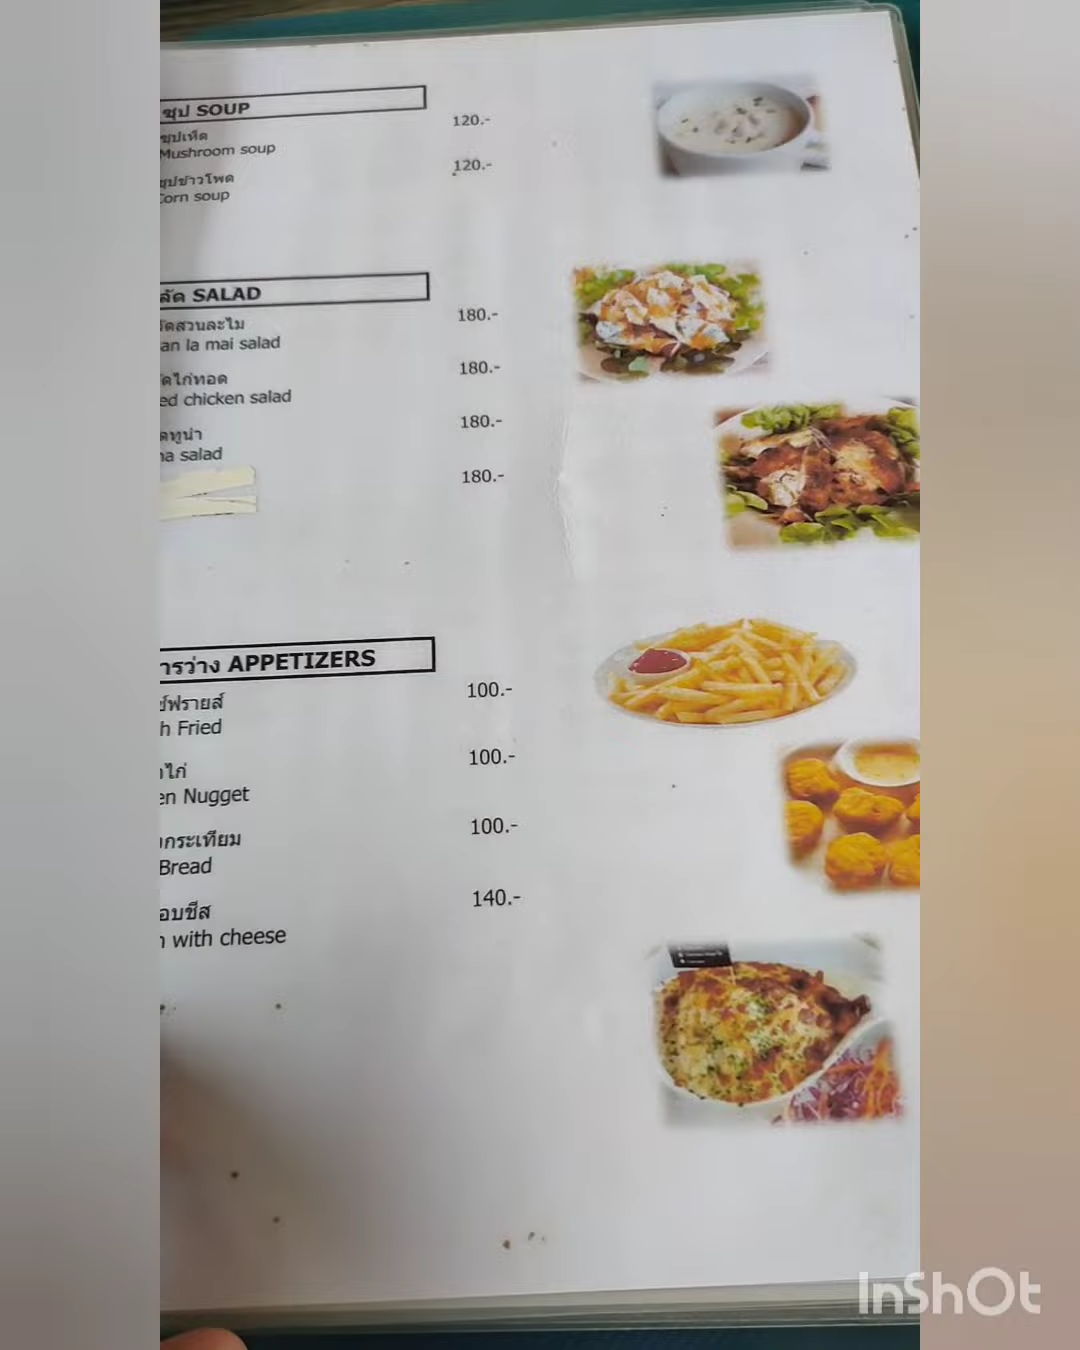 ซุป SOUP
ซุปเห็ด 120.-
Mushroom soup
ซุปข้าวโพด 120.-
Corn soup
ลัด SALAD
ัดสวนละไม 180.-
an la mai salad
ัดไก่ทอด 180.-
ed chicken salad
ดทูน่า 180.-
na salad
180.-
ารว่าง APPETIZERS
ช์ฟรายส์ 100.-
h Fried
ไก่ 100.-
en Nugget
กระเทียม 100.-
Bread
อบชีส 140.-
n with cheese
InShOt